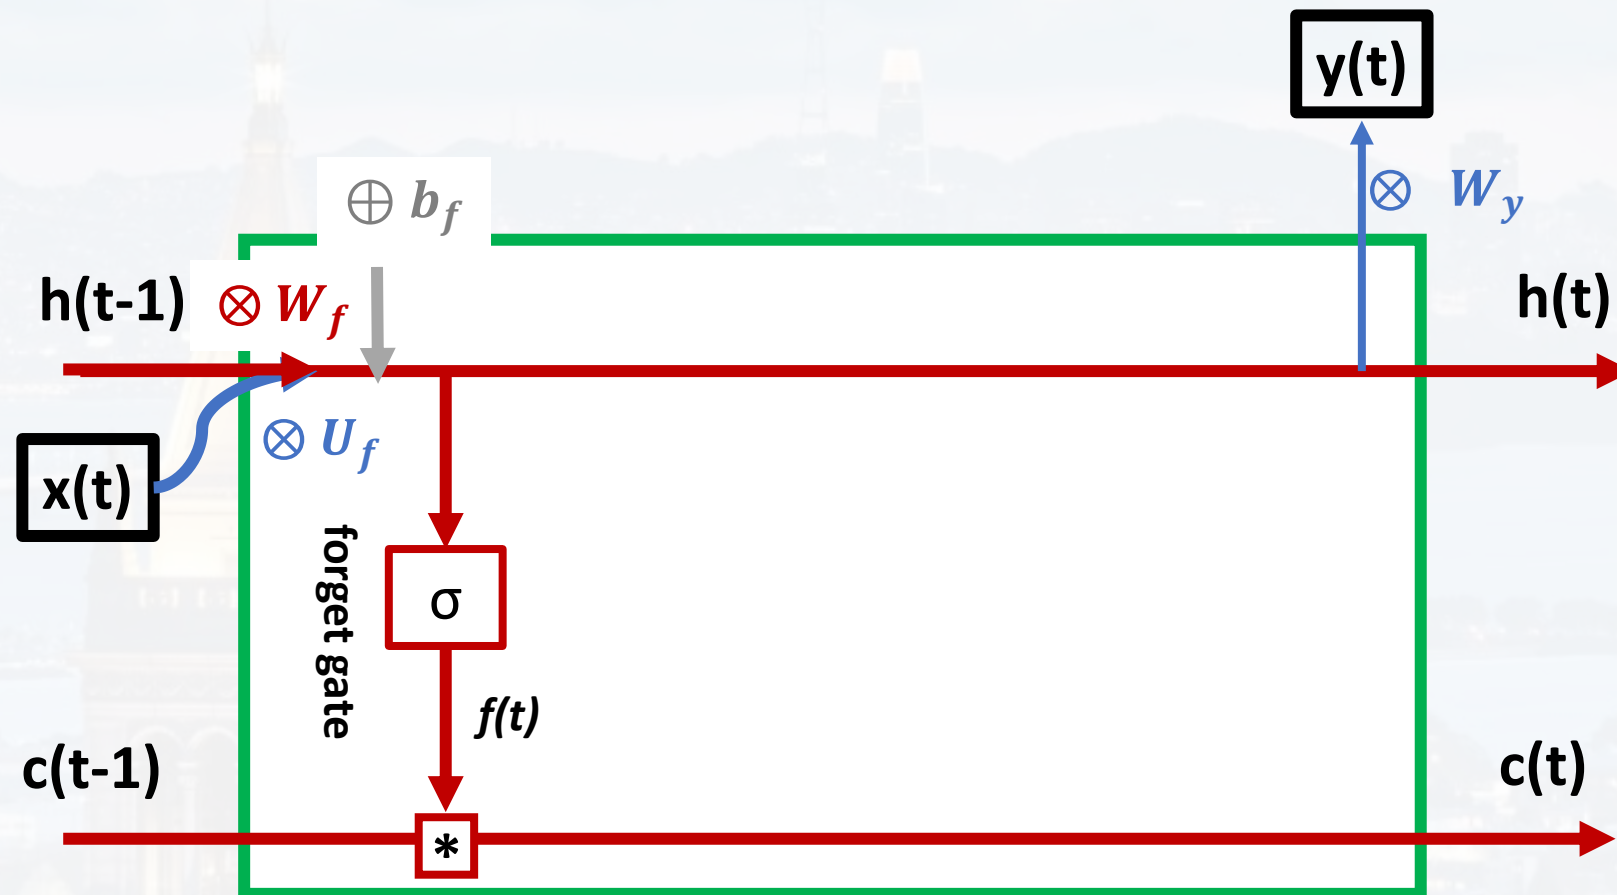 y(t)
⊗ W_y
⊕ b_f
h(t-1)
⊗ W_f
h(t)
⊗ U_f
x(t)
forget gate
σ
f(t)
c(t-1)
c(t)
*